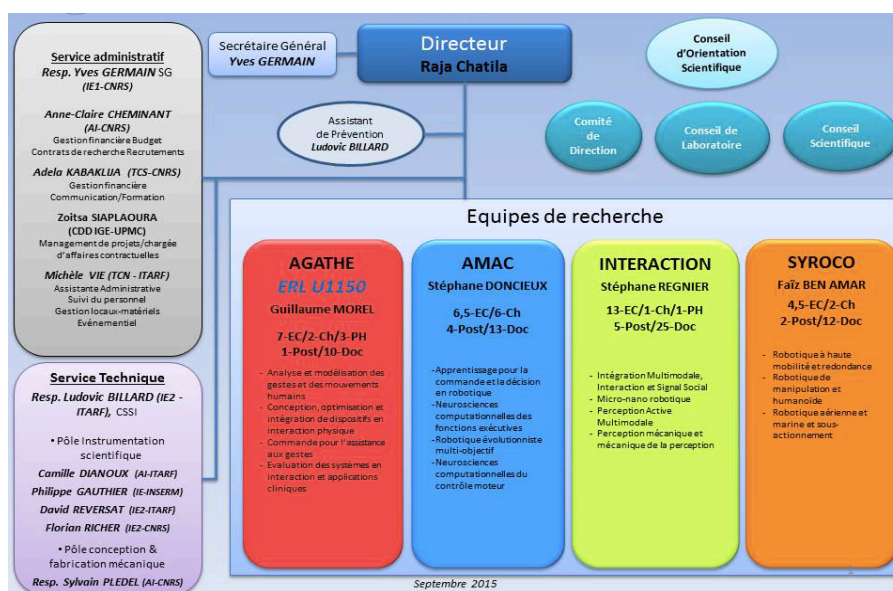 Service administratif
Resp. Yves GERMAIN SG
(IE1-CNRS)
Anne-Claire CHEMINANT
(AI-CNRS)
Gestion financière Budget
Contrats de recherche Recrutements
Adela KABAKLIJA (TCS-CNRS)
Gestion financière
Communication/Formation
Zoitsa SIAPLAOURA
(CDD IGE-UPMC)
Management de projets/chargée
d'affaires contractuelles
Michèle VIE (TCN - ITARF)
Assistante Administrative
Suivi du personnel
Gestion locaux-matériels
Evénementiel
Service Technique
Resp. Ludovic BILLARD (IE2 -
ITARF), CSSI
• Pôle Instrumentation
scientifique
Camille DIANOUX (AI-ITARF)
Philippe GAUTHIER (IE-INSERM)
David REVERSAT (IE2-ITARF)
Florian RICHER (IE2-CNRS)
• Pôle conception &
fabrication mécanique
Resp. Sylvain PLEDEL (AI-CNRS)
Secrétaire Général
Yves GERMAIN
Directeur
Raja Chatila
Assistant
de Prévention
Ludovic BILLARD
Conseil
d'Orientation
Scientifique
Comité
de
Direction
Conseil de
Laboratoire
Conseil
Scientifique
Equipes de recherche
AGATHE
ERL U1150
Guillaume MOREL
7-EC/2-Ch/3-PH
1-Post/10-Doc
- Analyse et modélisation des
gestes et des mouvements
humains
- Conception, optimisation et
intégration de dispositifs en
interaction physique
- Commande pour l'assistance
aux gestes
- Evaluation des systèmes en
interaction et applications
cliniques
AMAC
Stéphane DONCIEUX
6,5-EC/6-Ch
4-Post/13-Doc
-Apprentissage pour la
commande et la décision
en robotique
-Neurosciences
computationnelles des
fonctions exécutives
-Robotique évolutionniste
multi-objectif
-Neurosciences
computationnelles du
contrôle moteur
INTERACTION
Stéphane REGNIER
13-EC/1-Ch/1-PH
5-Post/25-Doc
- Intégration Multimodale,
Interaction et Signal Social
- Micro-nano robotique
- Perception Active
Multimodale
- Perception mécanique et
mécanique de la perception
SYROCO
Faïz BEN AMAR
4,5-EC/2-Ch
2-Post/12-Doc
- Robotique à haute
mobilité et redondance
- Robotique de
manipulation et
humanoïde
- Robotique aérienne et
marine et sous-
actionnement
Septembre 2015